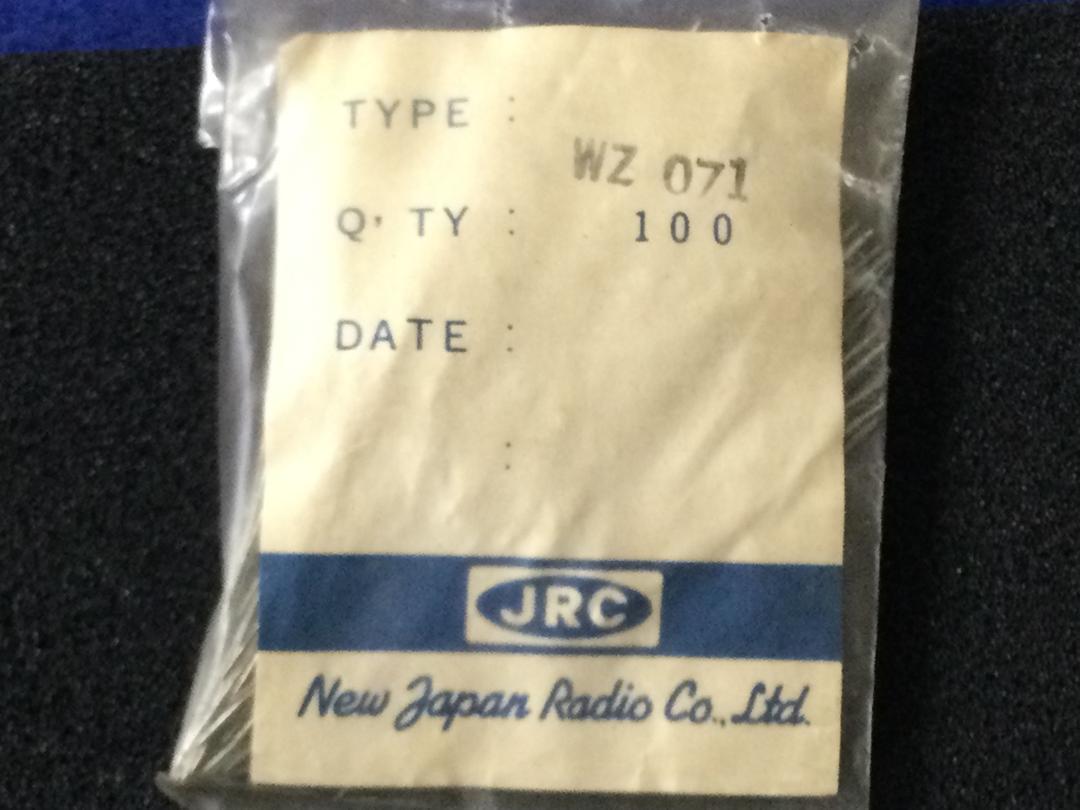 TYPE :
WZ 071
Q'TY : 100
DATE :
:
JRC
New Japan Radio Co., Ltd.